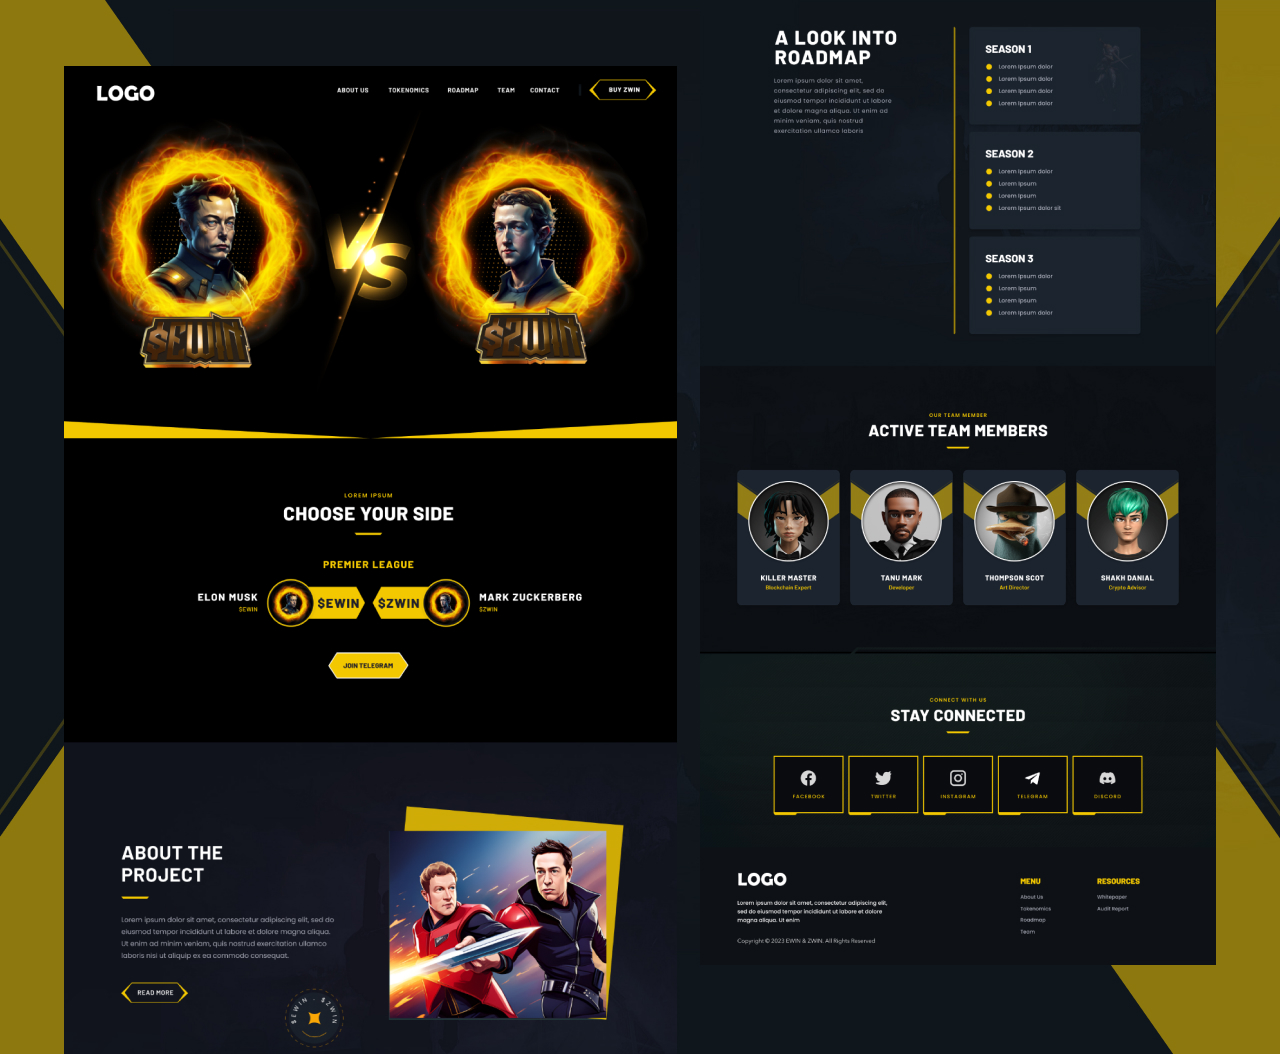 LOGO
ABOUT US
TOKENOMICS
ROADMAP
TEAM
CONTACT
BUY ZWIN
VS
$EWIN
$ZWIN
LOREM IPSUM
CHOOSE YOUR SIDE
PREMIER LEAGUE
ELON MUSK
$EWIN
$EWIN
$ZWIN
MARK ZUCKERBERG
$ZWIN
JOIN TELEGRAM
ABOUT THE
PROJECT
Lorem ipsum dolor sit amet, consectetur adipiscing elit, sed do
eiusmod tempor incididunt ut labore et dolore magna aliqua.
Ut enim ad minim veniam, quis nostrud exercitation ullamco
laboris nisi ut aliquip ex ea commodo consequat.
READ MORE
$EWIN · $ZWIN
A LOOK INTO
ROADMAP
Lorem ipsum dolor sit amet,
consectetur adipiscing elit, sed do
eiusmod tempor incididunt ut labore
et dolore magna aliqua. Ut enim ad
minim veniam, quis nostrud
exercitation ullamco laboris
SEASON 1
Lorem Ipsum dolor
Lorem Ipsum dolor
Lorem Ipsum dolor
Lorem Ipsum dolor
SEASON 2
Lorem Ipsum dolor
Lorem Ipsum
Lorem Ipsum
Lorem Ipsum dolor sit
SEASON 3
Lorem Ipsum dolor
Lorem Ipsum
Lorem Ipsum
Lorem Ipsum dolor
OUR TEAM MEMBER
ACTIVE TEAM MEMBERS
KILLER MASTER
Blockchain Expert
TANU MARK
Developer
THOMPSON SCOT
Art Director
SHAKH DANIAL
Crypto Advisor
CONNECT WITH US
STAY CONNECTED
FACEBOOK
TWITTER
INSTAGRAM
TELEGRAM
DISCORD
LOGO
Lorem ipsum dolor sit amet, consectetur adipiscing elit,
sed do eiusmod tempor incididunt ut labore et dolore
magna aliqua. Ut enim
Copyright © 2023 EWIN & ZWIN. All Rights Reserved
MENU
About Us
Tokenomics
Roadmap
Team
RESOURCES
Whitepaper
Audit Report